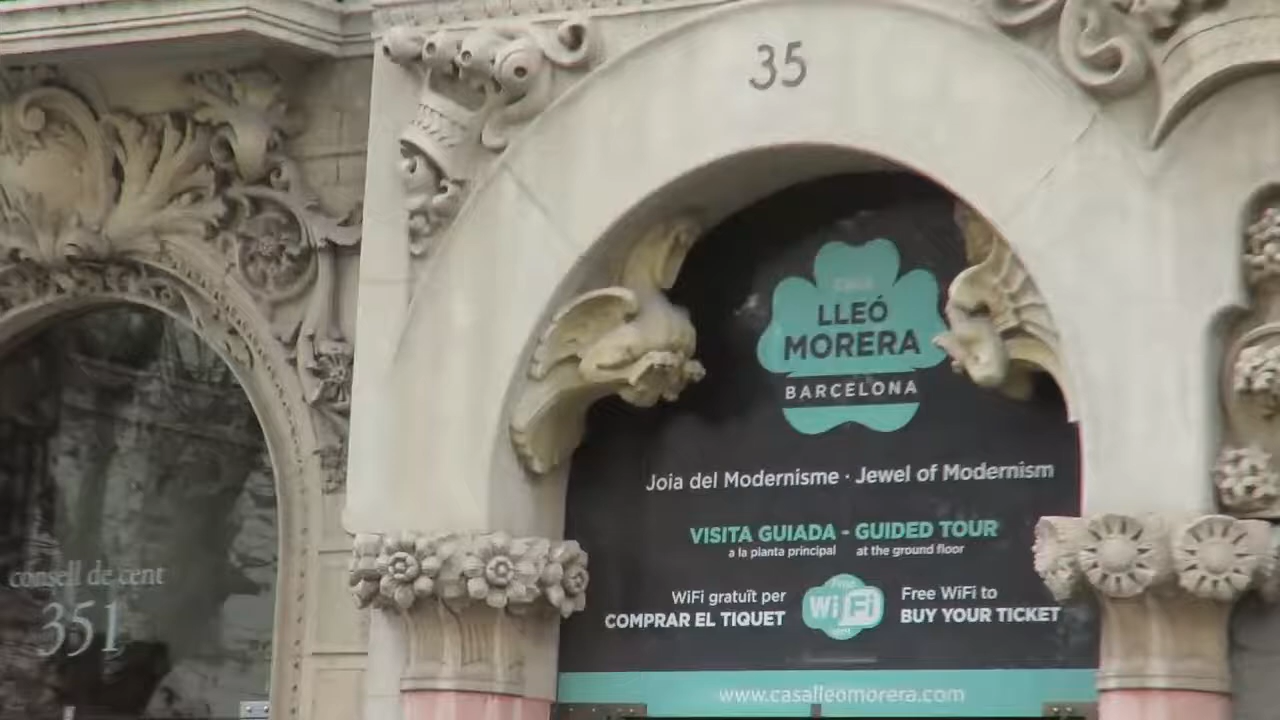 35
CASA
LLEÓ
MORERA
BARCELONA
Joia del Modernisme · Jewel of Modernism
VISITA GUIADA - GUIDED TOUR
a la planta principal at the ground floor
WiFi gratuït per
COMPRAR EL TIQUET
Free
WiFi
Free WiFi to
BUY YOUR TICKET
www.casalleomorera.com
consell de cent
351